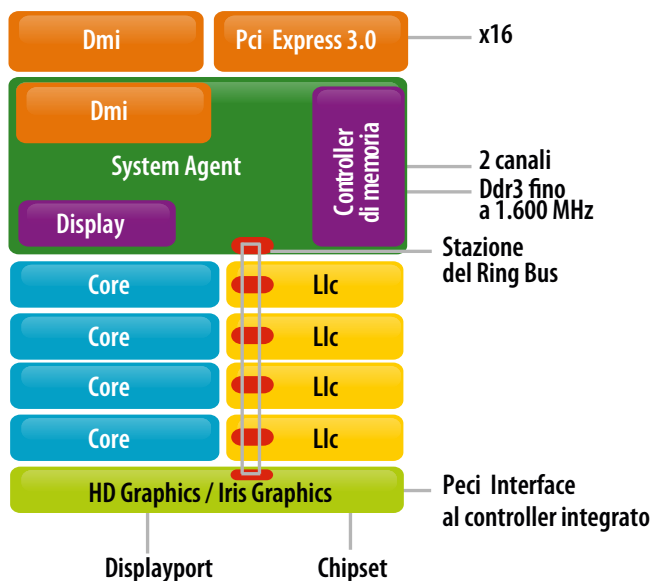 Dmi
Pci Express 3.0
x16
Dmi
System Agent
Controller
di memoria
Display
2 canali
Ddr3 fino
a 1.600 MHz
Stazione
del Ring Bus
Core
Llc
Core
Llc
Core
Llc
Core
Llc
HD Graphics / Iris Graphics
Peci Interface
al controller integrato
Displayport
Chipset